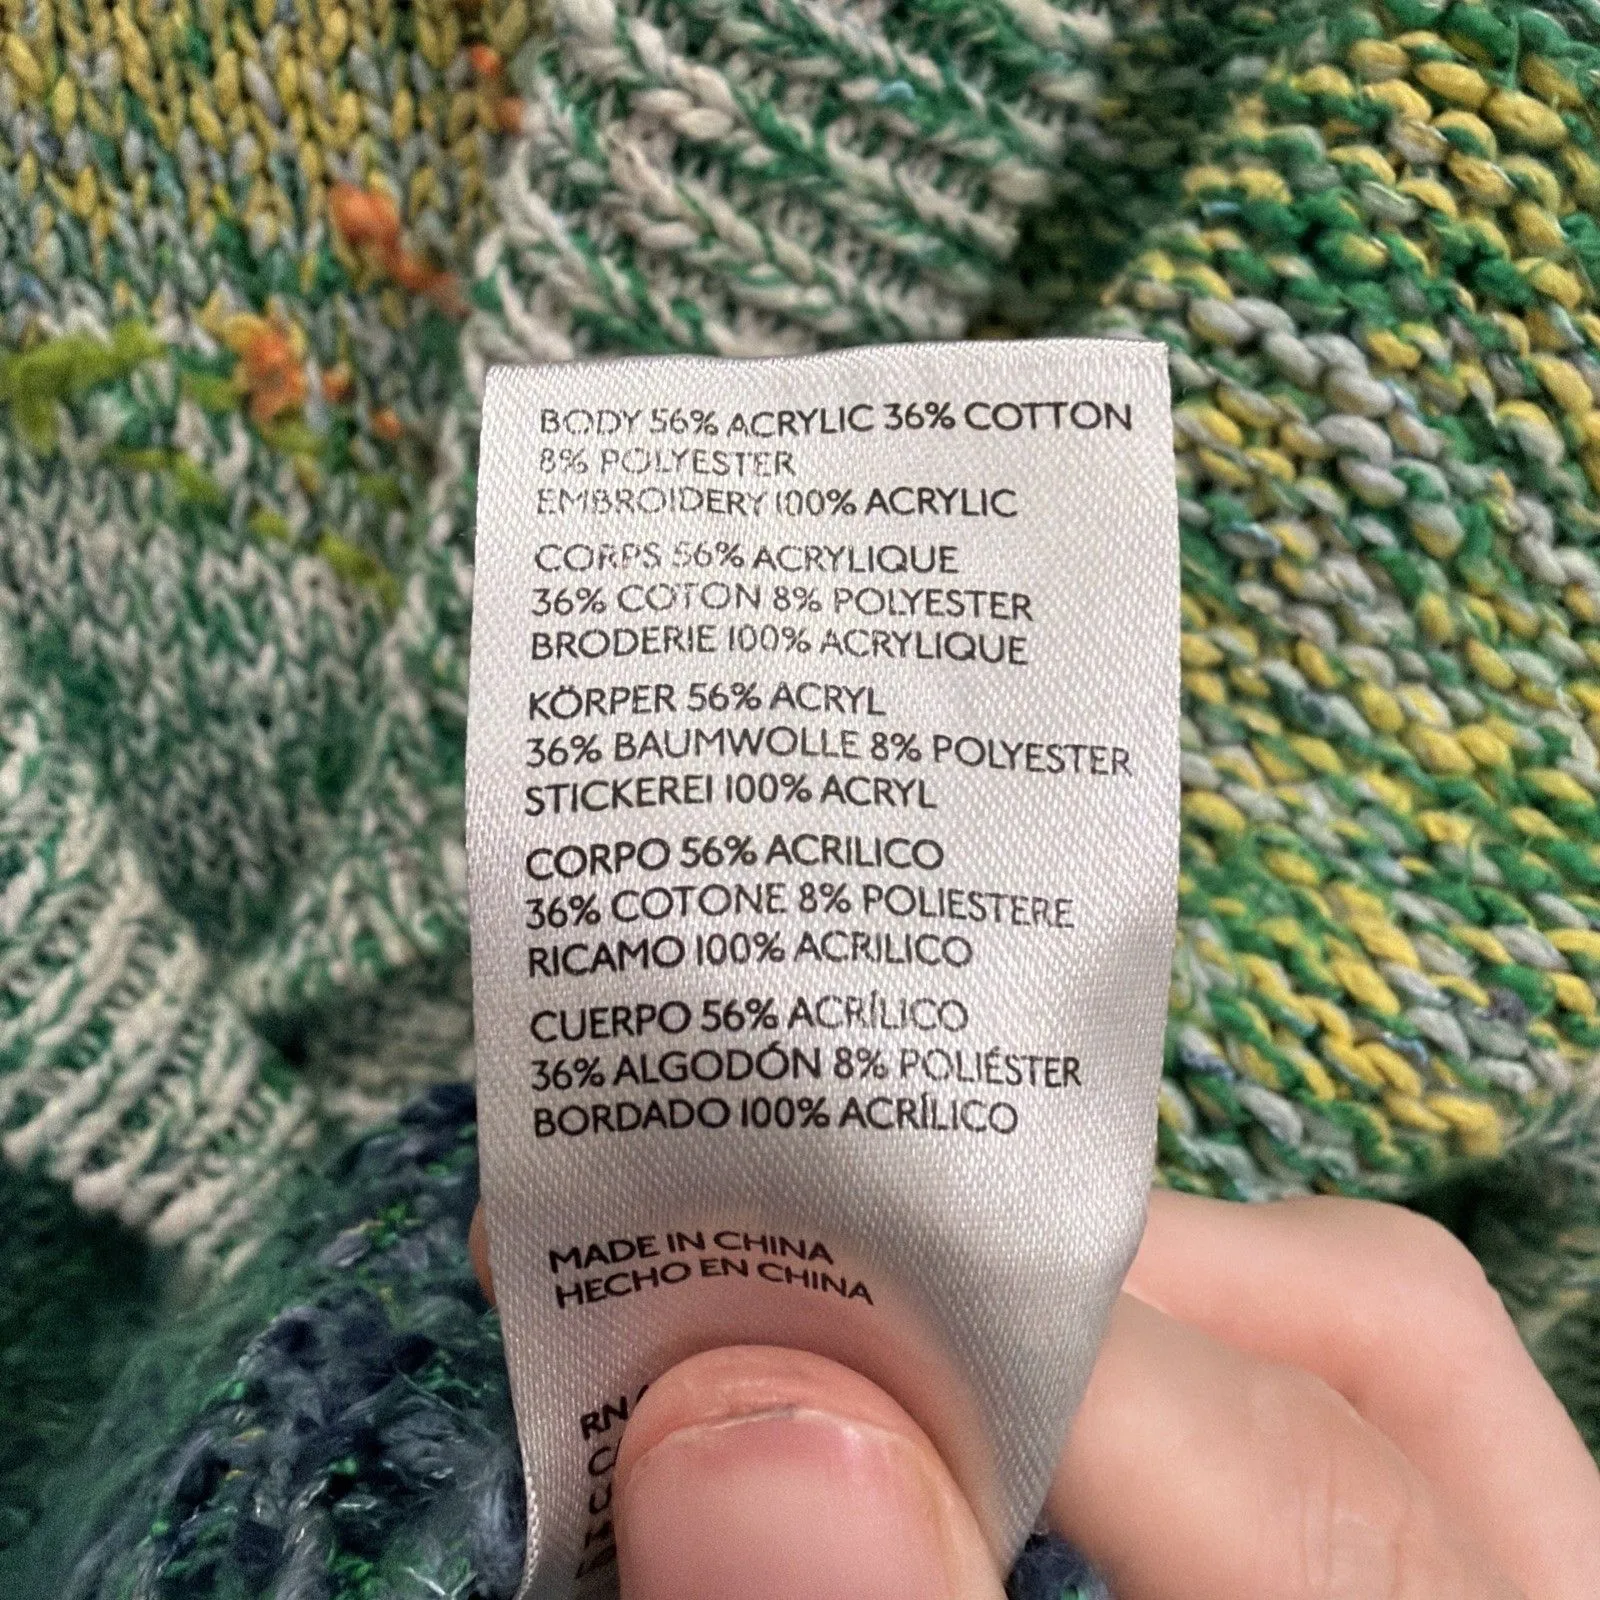 BODY 56% ACRYLIC 36% COTTON
8% POLYESTER
EMBROIDERY 100% ACRYLIC
CORPS 56% ACRYLIQUE
36% COTON 8% POLYESTER
BRODERIE 100% ACRYLIQUE
KÖRPER 56% ACRYL
36% BAUMWOLLE 8% POLYESTER
STICKEREI 100% ACRYL
CORPO 56% ACRILICO
36% COTONE 8% POLIESTERE
RICAMO 100% ACRILICO
CUERPO 56% ACRÍLICO
36% ALGODÓN 8% POLIÉSTER
BORDADO 100% ACRÍLICO
MADE IN CHINA
HECHO EN CHINA
RN